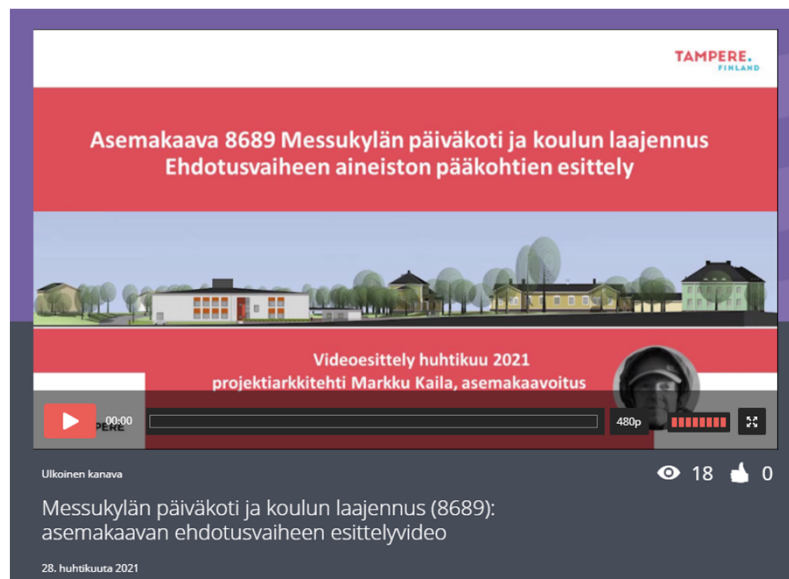 TAMPERE.
FINLAND
Asemakaava 8689 Messukylän päiväkoti ja koulun laajennus
Ehdotusvaiheen aineiston pääkohtien esittely
Videoesittely huhtikuu 2021
projektiarkkitehti Markku Kaila, asemakaavoitus
00:00
PERE
480p
Ulkoinen kanava
18
0
Messukylän päiväkoti ja koulun laajennus (8689):
asemakaavan ehdotusvaiheen esittelyvideo
28. huhtikuuta 2021